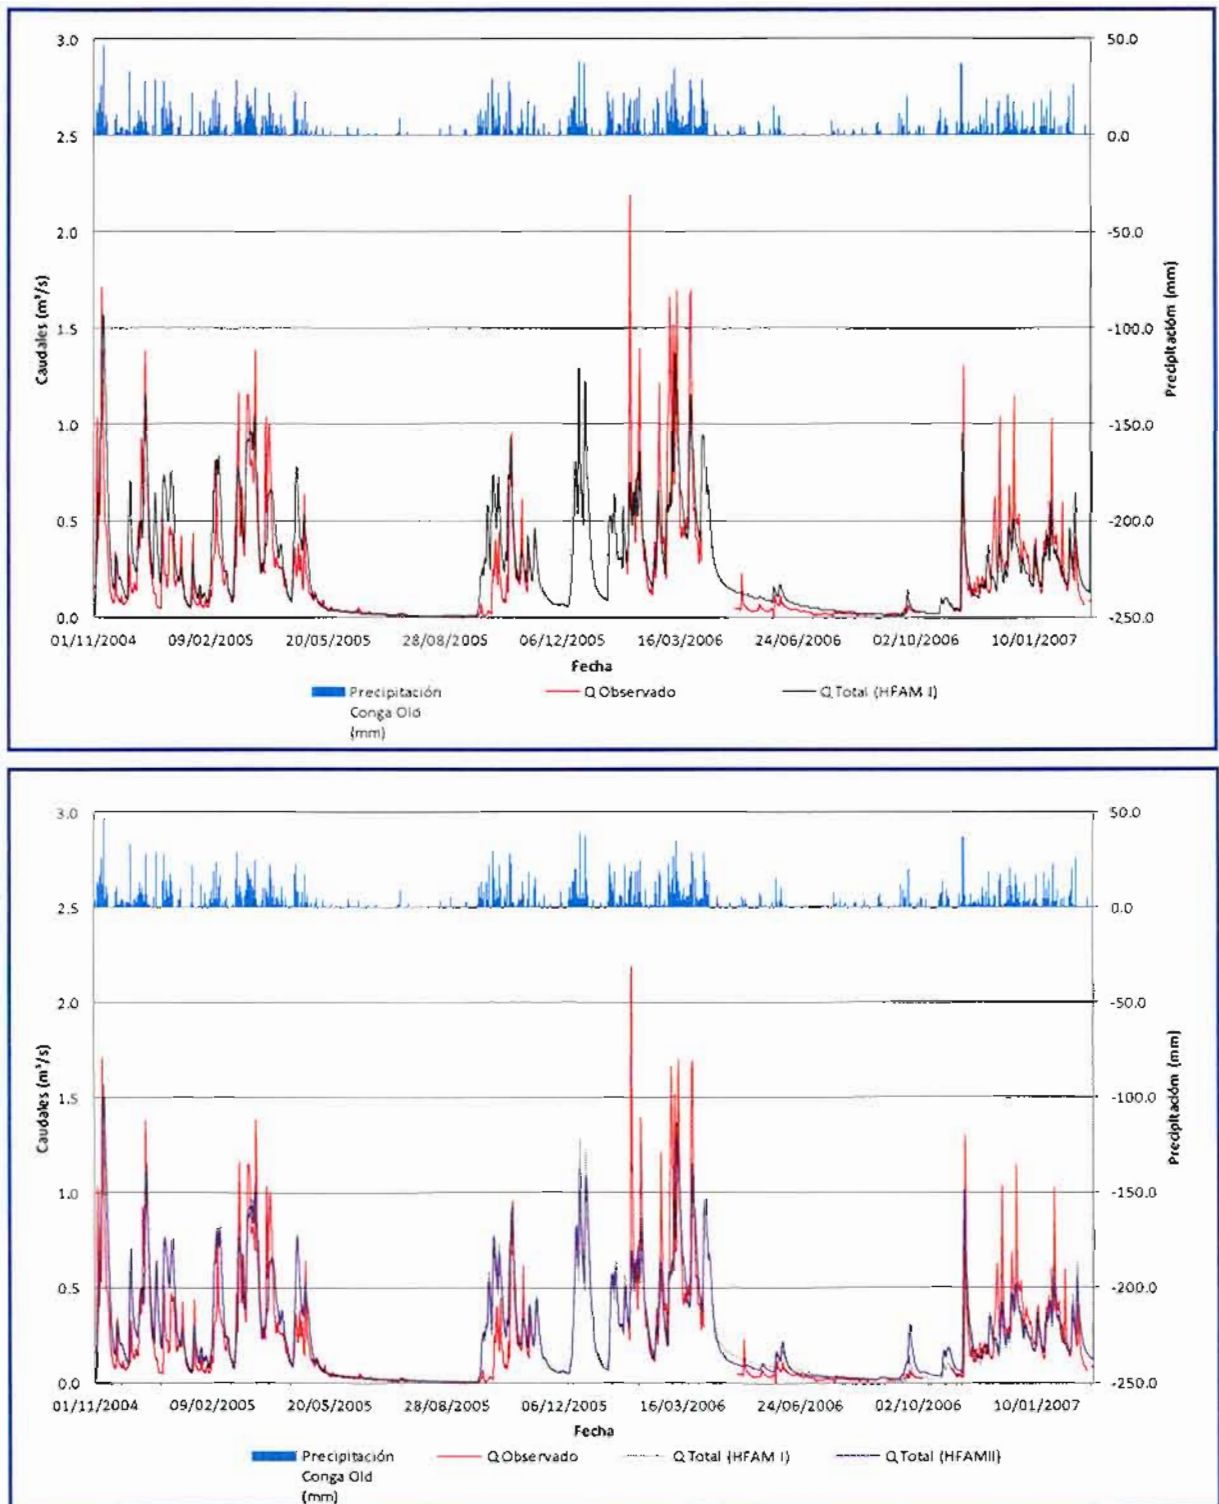 3.0
2.5
2.0
1.5
1.0
0.5
0.0
Caudales (m³/s)
50.0
0.0
-50.0
-100.0
-150.0
-200.0
-250.0
Precipitacióm (mm)
01/11/2004 09/02/2005 20/05/2005 28/08/2005 06/12/2005 16/03/2006 24/06/2006 02/10/2006 10/01/2007
Fecha
Precipitación Q Observado Q Total (HFAM I)
Conga Old
(mm)
3.0
2.5
2.0
1.5
1.0
0.5
0.0
Caudales (m³/s)
50.0
0.0
-50.0
-100.0
-150.0
-200.0
-250.0
Precipitacióm (mm)
01/11/2004 09/02/2005 20/05/2005 28/08/2005 06/12/2005 16/03/2006 24/06/2006 02/10/2006 10/01/2007
Fecha
Precipitación Q Observado Q Total (HFAM I) Q Total (HFAMII)
Conga Old
(mm)